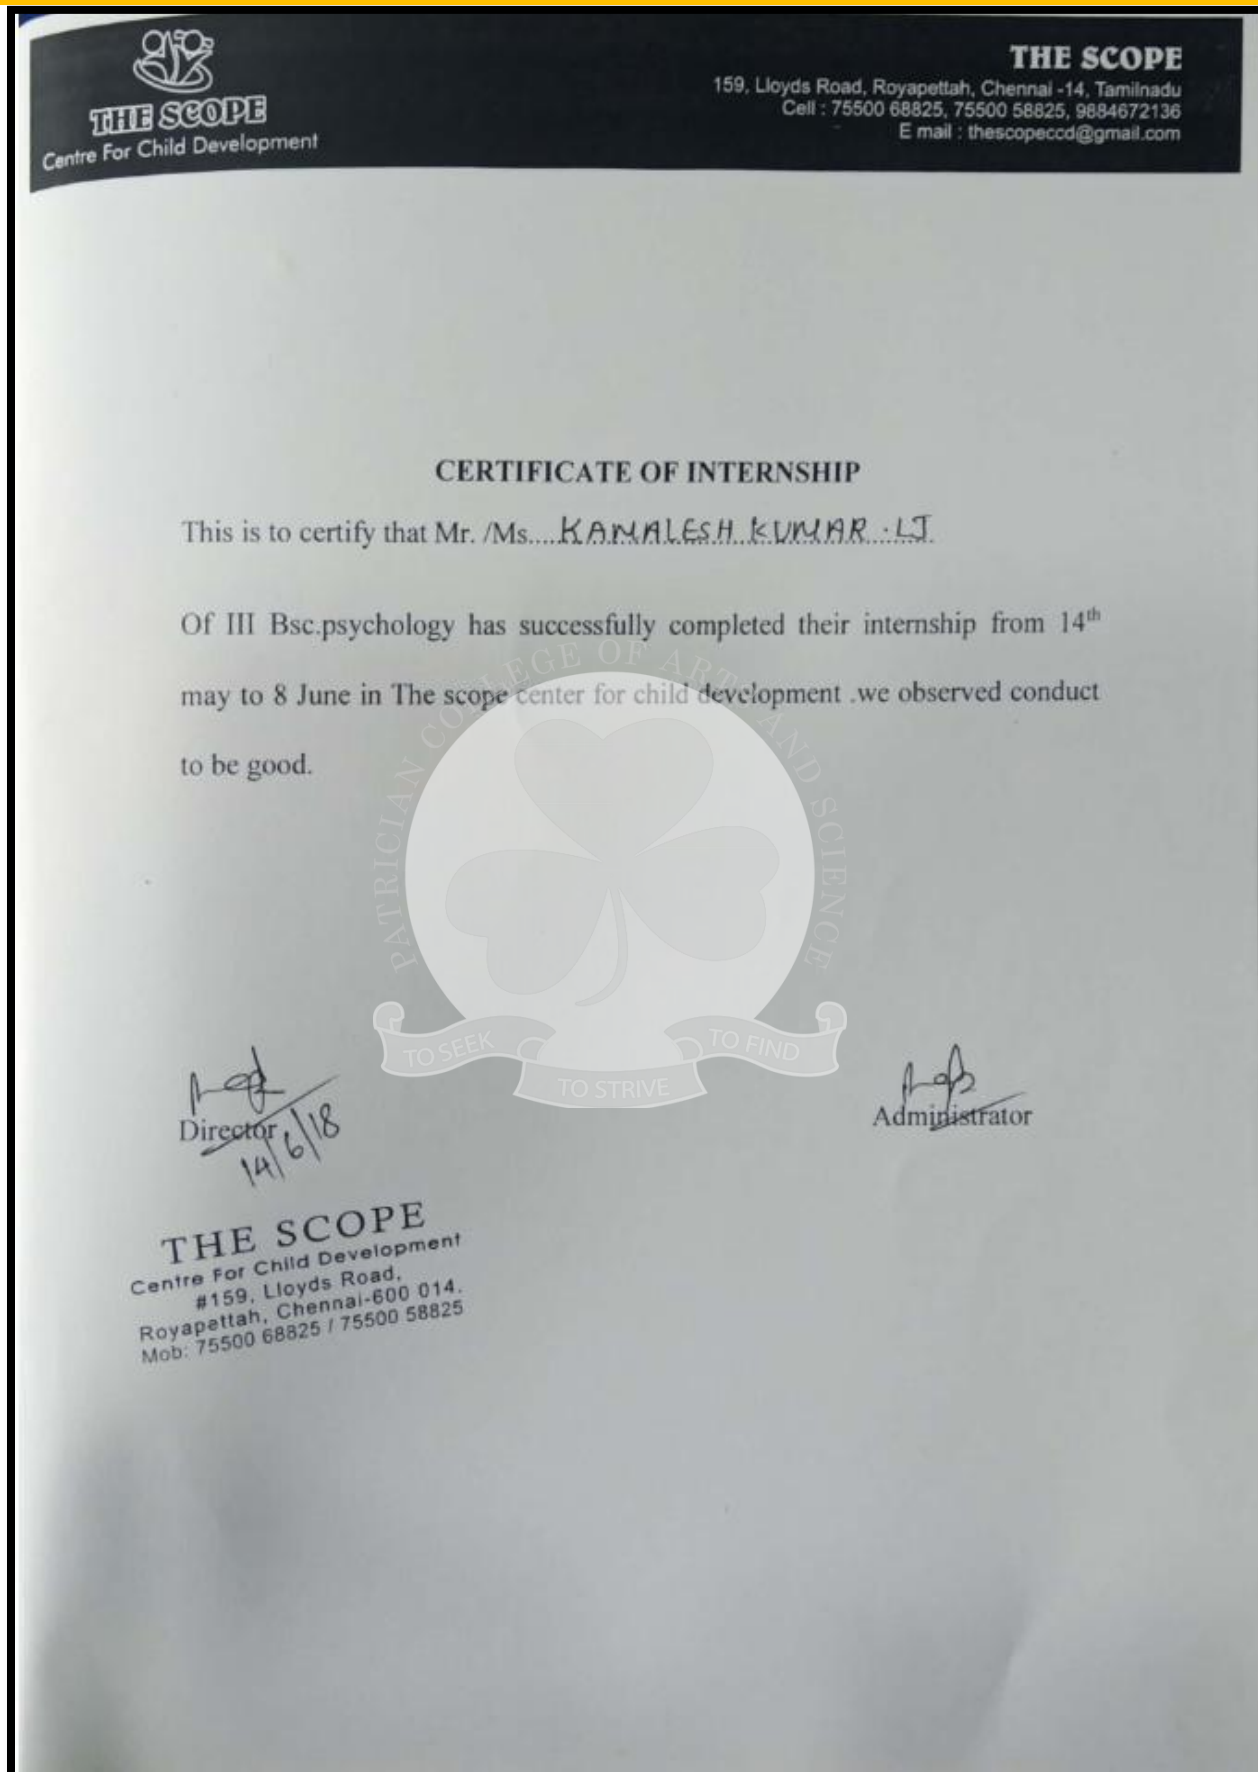 THE SCOPE
Centre For Child Development
THE SCOPE
159, Lloyds Road, Royapettah, Chennai -14, Tamilnadu
Cell : 75500 68825, 75500 58825, 9884672136
E mail : thescopeccd@gmail.com
CERTIFICATE OF INTERNSHIP
This is to certify that Mr. /Ms....KAMALESH KUMAR .LJ.
Of III Bsc.psychology has successfully completed their internship from 14th
may to 8 June in The scope center for child development .we observed conduct
to be good.
PATRICIAN COLLEGE OF ARTS AND SCIENCE
TO SEEK
TO STRIVE
TO FIND
Director
14/6/18
Administrator
THE SCOPE
Centre For Child Development
#159, Lloyds Road,
Royapettah, Chennai-600 014.
Mob: 75500 68825 / 75500 58825